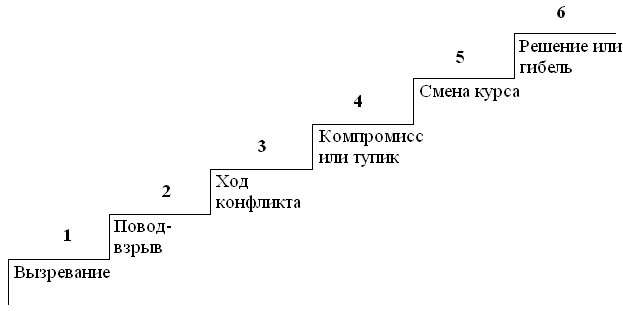 1
Вызревание
2
Повод-
взрыв
3
Ход
конфликта
4
Компромисс
или тупик
5
Смена курса
6
Решение или
гибель